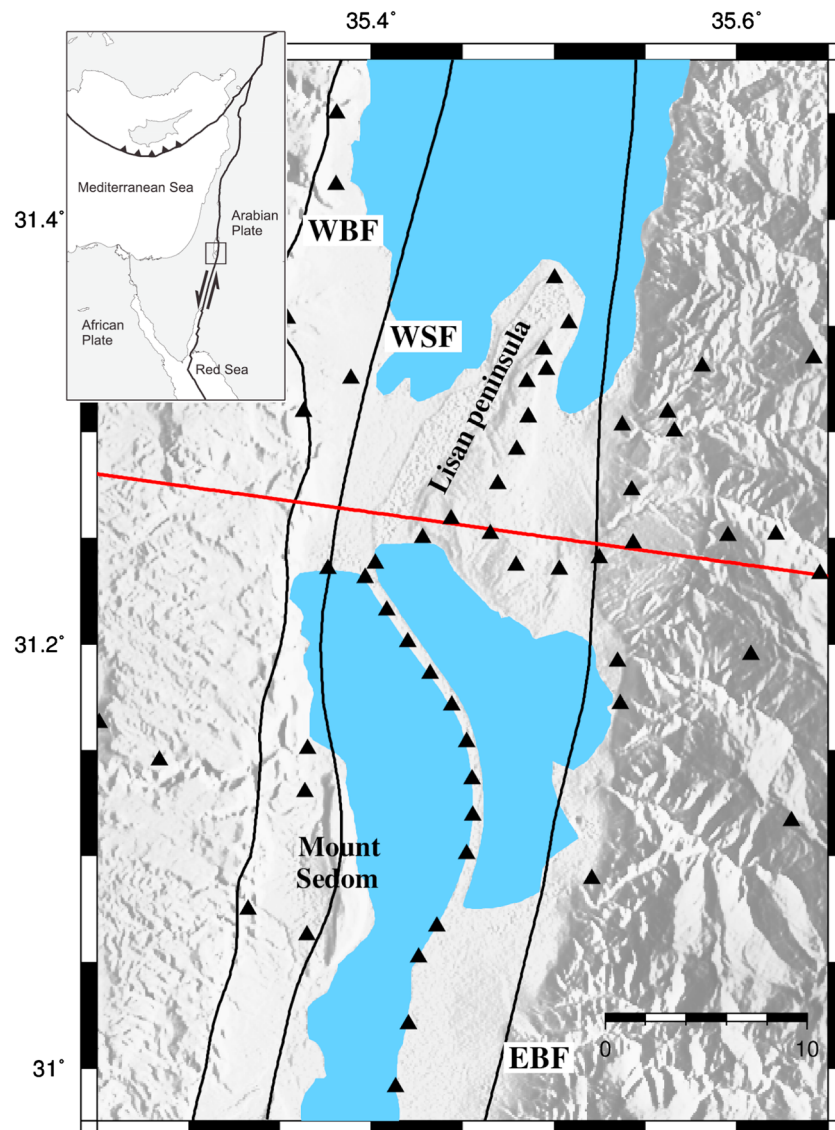 35.4˚
35.6˚
31.4˚
31.2˚
31˚
Mediterranean Sea
Arabian
Plate
African
Plate
Red Sea
WBF
WSF
Lisan peninsula
Mount
Sedom
EBF
0
10